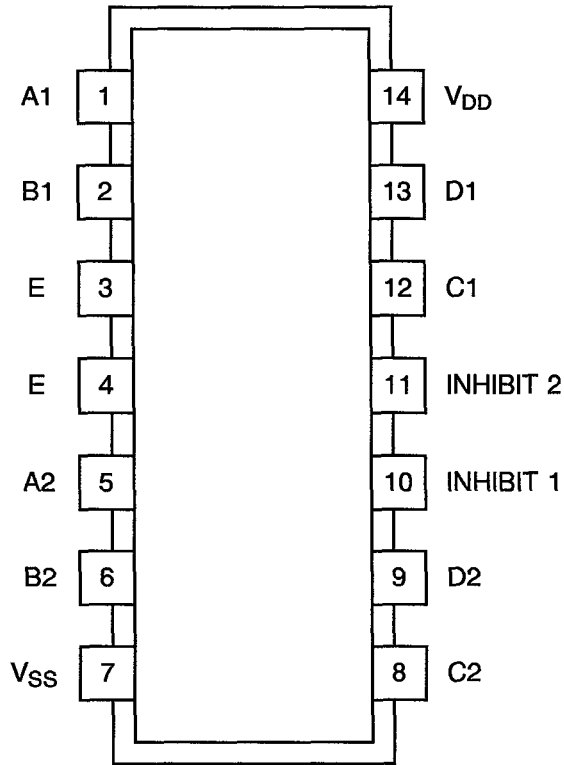 A1 1 14 VDD
B1 2 13 D1
E 3 12 C1
E 4 11 INHIBIT 2
A2 5 10 INHIBIT 1
B2 6 9 D2
VSS 7 8 C2